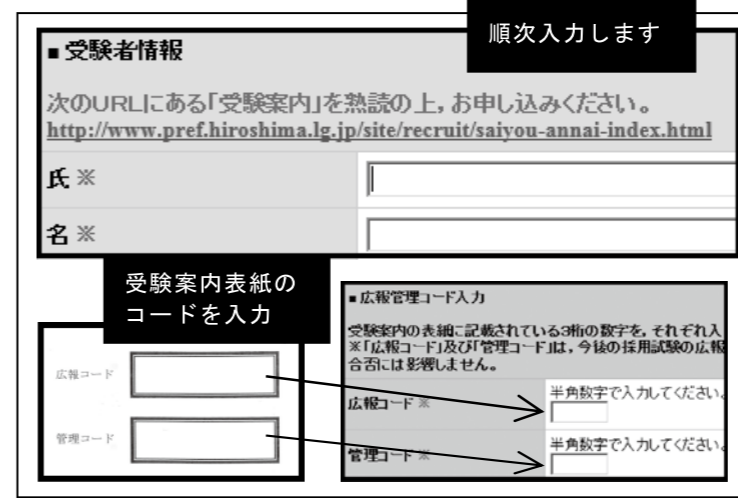 順次入力します
■ 受験者情報
次のURLにある「受験案内」を熟読の上，お申し込みください。
http://www.pref.hiroshima.lg.jp/site/recruit/saiyou-annai-index.html
氏 ※
名 ※
受験案内表紙の
コードを入力
広報コード
管理コード
■ 広報管理コード入力
受験案内の表紙に記載されている3桁の数字を，それぞれ入
※「広報コード」及び「管理コード」は，今後の採用試験の広報
合否には影響しません。
広報コード ※
半角数字で入力してください。
管理コード ※
半角数字で入力してください。